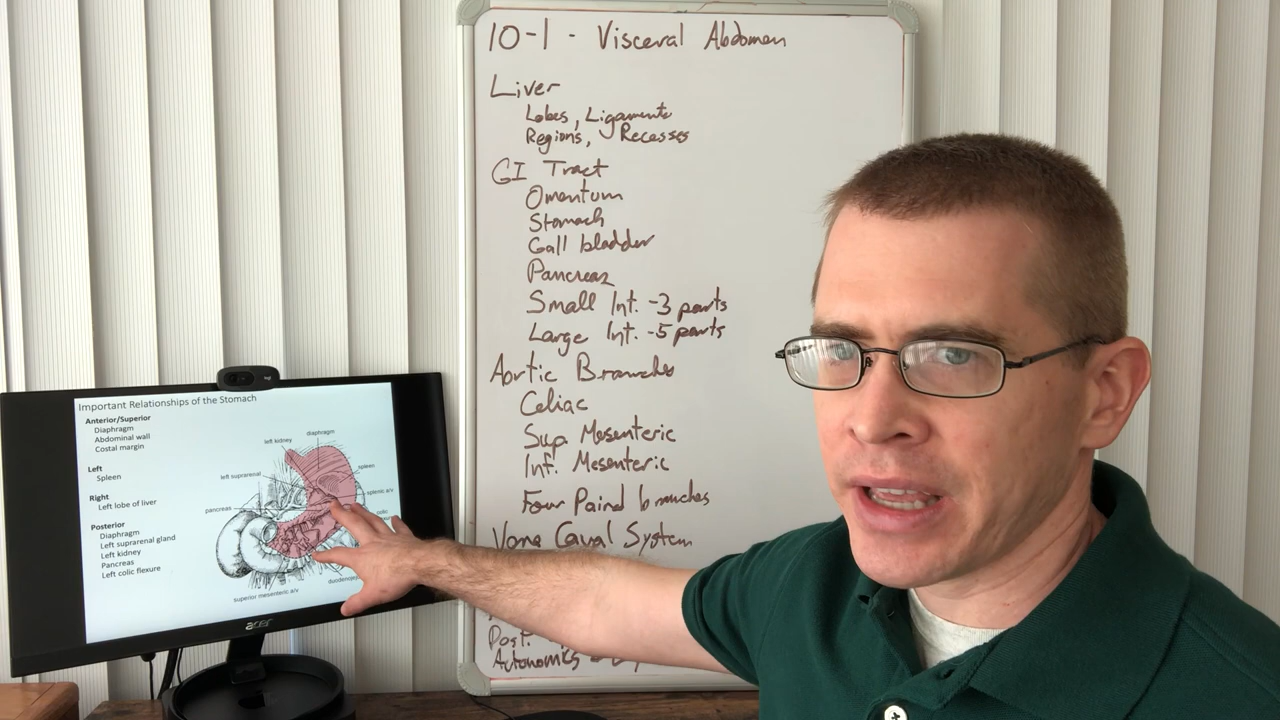 10-1 - Visceral Abdomen
Liver
Lobes, Ligaments
Regions, Recesses
GI Tract
Omentum
Stomach
Gall bladder
Pancreas
Small Int. -3 parts
Large Int. -5 parts
Aortic Branches
Celiac
Sup. Mesenteric
Inf. Mesenteric
Four Paired branches
Vena Caval System
Post.
Autonomics
Important Relationships of the Stomach
Anterior/Superior
Diaphragm
Abdominal wall
Costal margin
Left
Spleen
Right
Left lobe of liver
Posterior
Diaphragm
Left suprarenal gland
Left kidney
Pancreas
Left colic flexure
diaphragm
left kidney
spleen
left suprarenal
splenic a/v
pancreas
colic
superior mesenteric a/v
acer